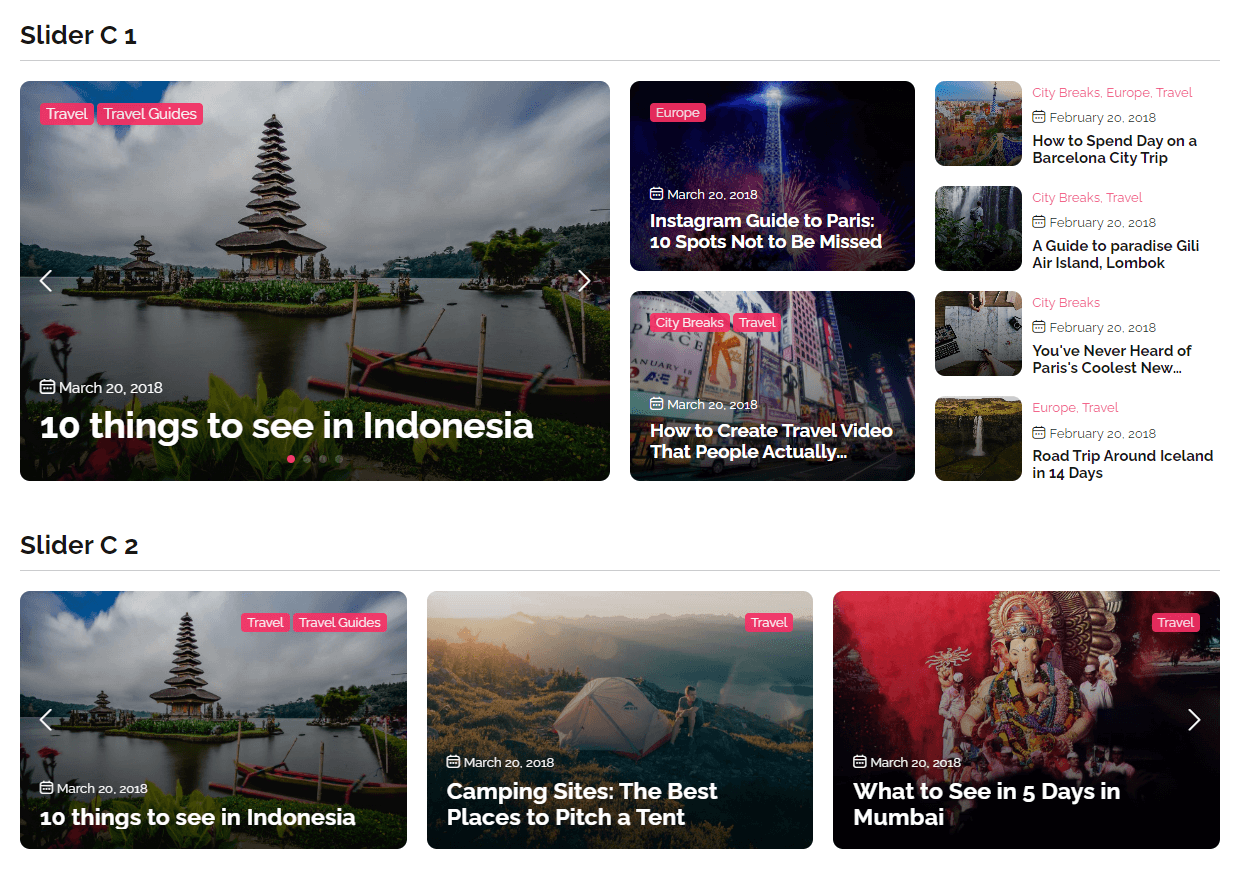 Slider C 1
Travel Travel Guides
March 20, 2018
10 things to see in Indonesia
Europe
March 20, 2018
Instagram Guide to Paris:
10 Spots Not to Be Missed
PLACE
ANUARY 18
A&E
City Breaks Travel
March 20, 2018
How to Create Travel Video
That People Actually...
City Breaks, Europe, Travel
February 20, 2018
How to Spend Day on a
Barcelona City Trip
City Breaks, Travel
February 20, 2018
A Guide to paradise Gili
Air Island, Lombok
City Breaks
February 20, 2018
You've Never Heard of
Paris's Coolest New...
Europe, Travel
February 20, 2018
Road Trip Around Iceland
in 14 Days
Slider C 2
Travel Travel Guides
March 20, 2018
10 things to see in Indonesia
Travel
March 20, 2018
Camping Sites: The Best
Places to Pitch a Tent
Travel
March 20, 2018
What to See in 5 Days in
Mumbai